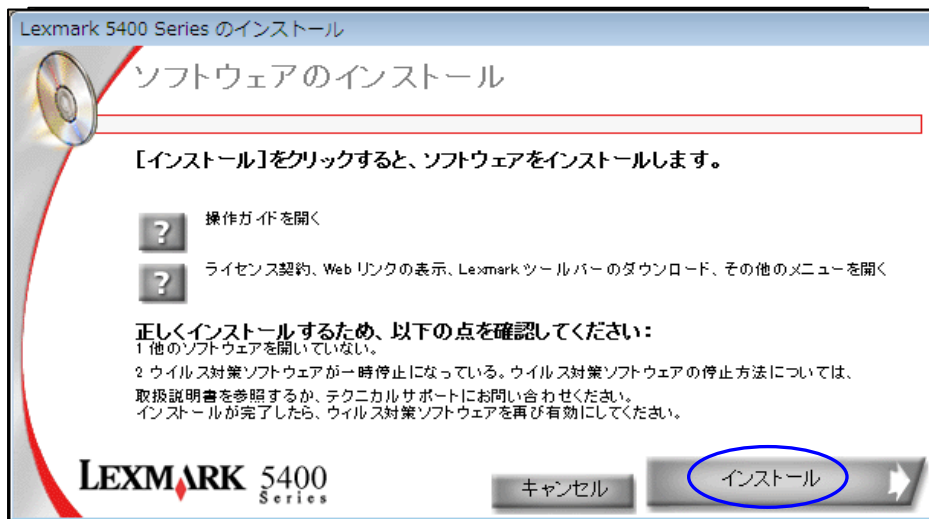 Lexmark 5400 Series のインストール
ソフトウェアのインストール
[インストール]をクリックすると、ソフトウェアをインストールします。
? 操作ガイドを開く
? ライセンス契約、Web リンクの表示、Lexmark ツールバーのダウンロード、その他のメニューを開く
正しくインストールするため、以下の点を確認してください:
1 他のソフトウェアを開いていない。
2 ウイルス対策ソフトウェアが一時停止になっている。ウイルス対策ソフトウェアの停止方法については、
取扱説明書を参照するか、テクニカルサポートにお問い合わせください。
インストールが完了したら、ウィルス対策ソフトウェアを再び有効にしてください。
LEXMARK 5400
Series
キャンセル
インストール